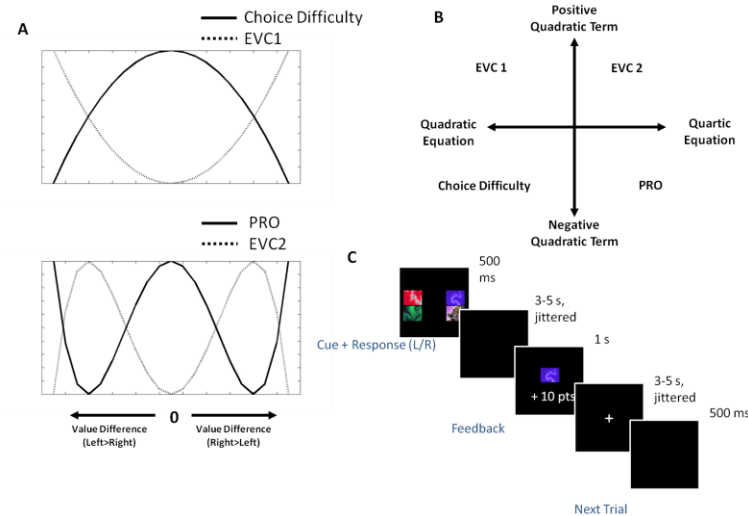 A
Choice Difficulty
EVC1
PRO
EVC2
0
Value Difference
(Left>Right)
Value Difference
(Right>Left)
B
Positive
Quadratic Term
EVC 1
EVC 2
Quadratic
Equation
Quartic
Equation
Choice Difficulty
PRO
Negative
Quadratic Term
C
500
ms
3-5 s,
jittered
Cue + Response (L/R)
1 s
+ 10 pts
3-5 s,
jittered
Feedback
+
500 ms
Next Trial